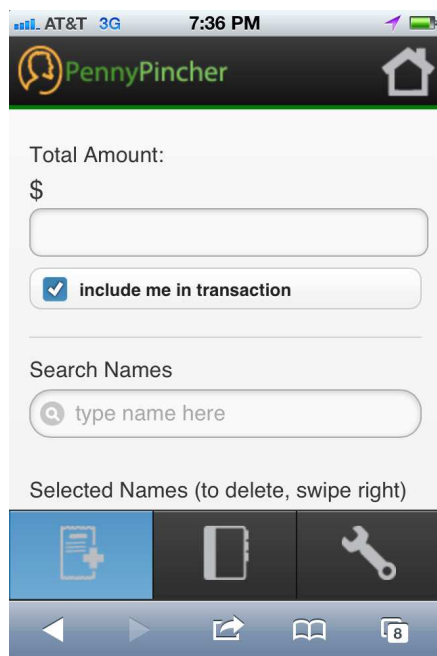 AT&T 3G 7:36 PM
PennyPincher
Total Amount:
$
include me in transaction
Search Names
type name here
Selected Names (to delete, swipe right)
8